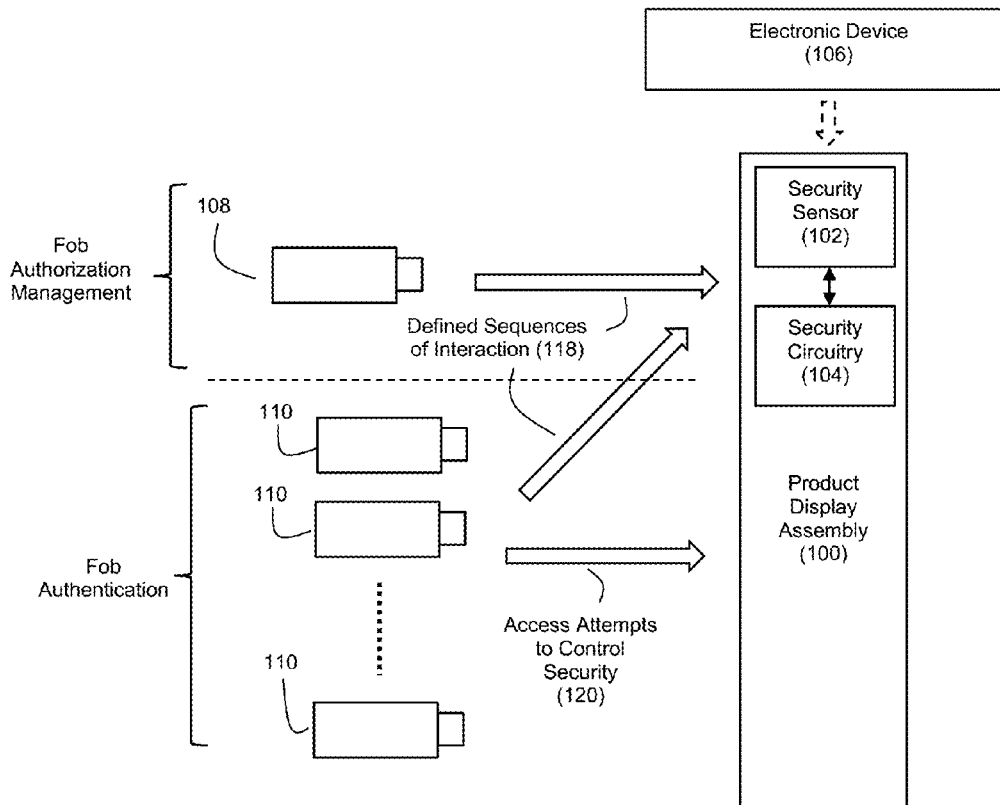 Electronic Device
(106)
Security
Sensor
(102)
108
Fob
Authorization
Management
Defined Sequences
of Interaction (118)
Security
Circuitry
(104)
110
110
Product
Display
Assembly
(100)
Fob
Authentication
Access Attempts
to Control
Security
(120)
110